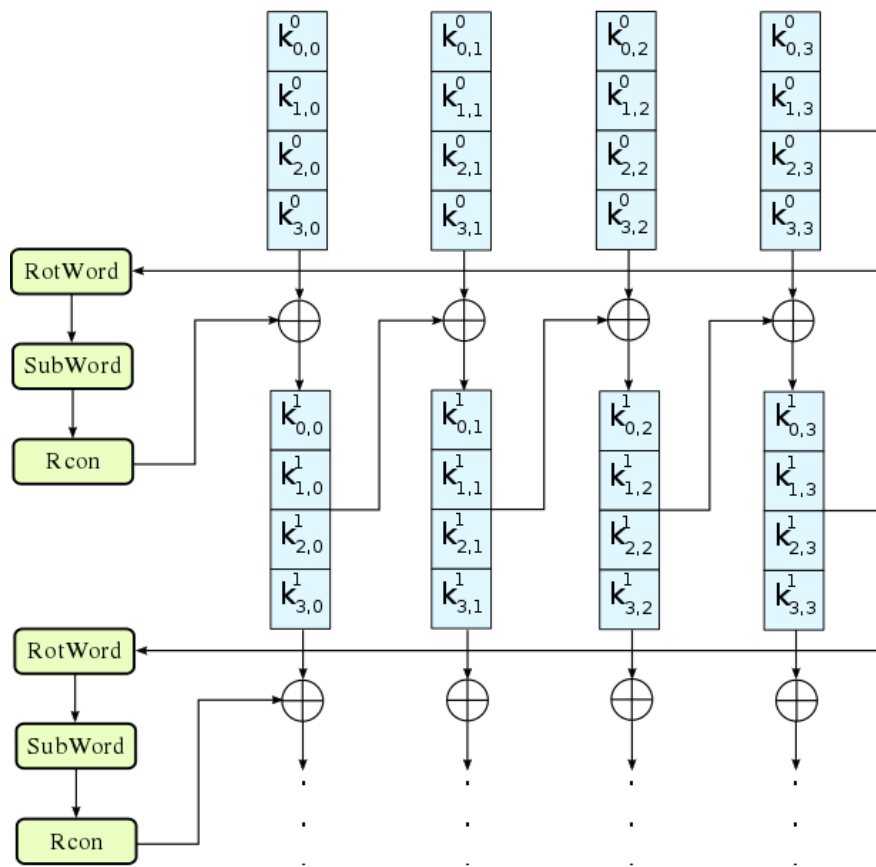 k⁰₀,₀ k⁰₀,₁ k⁰₀,₂ k⁰₀,₃
k⁰₁,₀ k⁰₁,₁ k⁰₁,₂ k⁰₁,₃
k⁰₂,₀ k⁰₂,₁ k⁰₂,₂ k⁰₂,₃
k⁰₃,₀ k⁰₃,₁ k⁰₃,₂ k⁰₃,₃
RotWord
SubWord
k¹₀,₀ k¹₀,₁ k¹₀,₂ k¹₀,₃
Rcon
k¹₁,₀ k¹₁,₁ k¹₁,₂ k¹₁,₃
k¹₂,₀ k¹₂,₁ k¹₂,₂ k¹₂,₃
k¹₃,₀ k¹₃,₁ k¹₃,₂ k¹₃,₃
RotWord
SubWord
Rcon